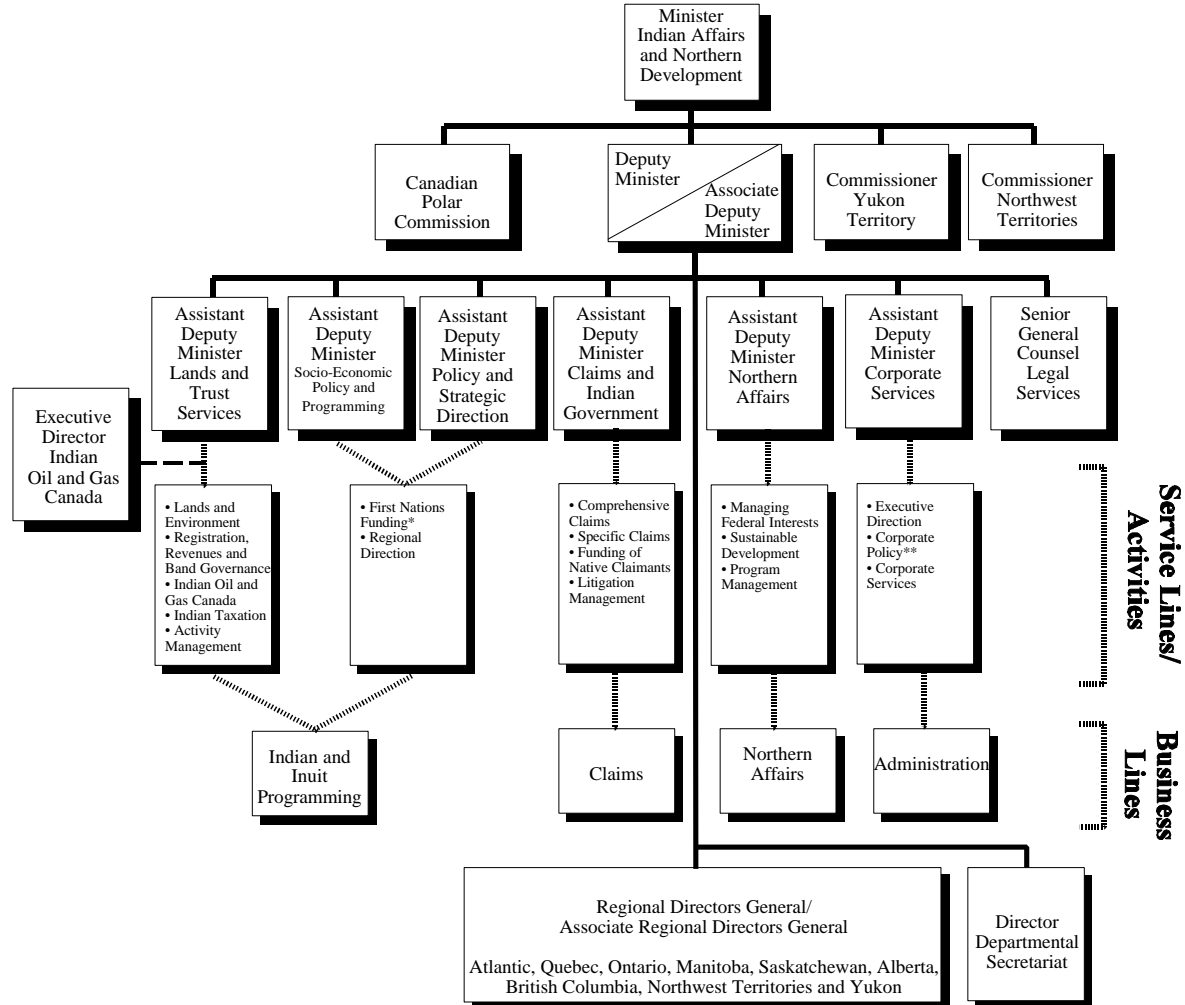 Minister
Indian Affairs
and Northern
Development
Canadian
Polar
Commission
Deputy
Minister
Associate
Deputy
Minister
Commissioner
Yukon
Territory
Commissioner
Northwest
Territories
Assistant
Deputy
Minister
Lands and
Trust
Services
Assistant
Deputy
Minister
Socio-Economic
Policy and
Programming
Assistant
Deputy
Minister
Policy and
Strategic
Direction
Assistant
Deputy
Minister
Claims and
Indian
Government
Assistant
Deputy
Minister
Northern
Affairs
Assistant
Deputy
Minister
Corporate
Services
Senior
General
Counsel
Legal
Services
Executive
Director
Indian
Oil and Gas
Canada
• Lands and
Environment
• Registration,
Revenues and
Band Governance
• Indian Oil and
Gas Canada
• Indian Taxation
• Activity
Management
• First Nations
Funding*
• Regional
Direction
• Comprehensive
Claims
• Specific Claims
• Funding of
Native Claimants
• Litigation
Management
• Managing
Federal Interests
• Sustainable
Development
• Program
Management
• Executive
Direction
• Corporate
Policy**
• Corporate
Services
Service Lines/
Activities
Indian and
Inuit
Programming
Claims
Northern
Affairs
Administration
Business
Lines
Regional Directors General/
Associate Regional Directors General
Atlantic, Quebec, Ontario, Manitoba, Saskatchewan, Alberta,
British Columbia, Northwest Territories and Yukon
Director
Departmental
Secretariat